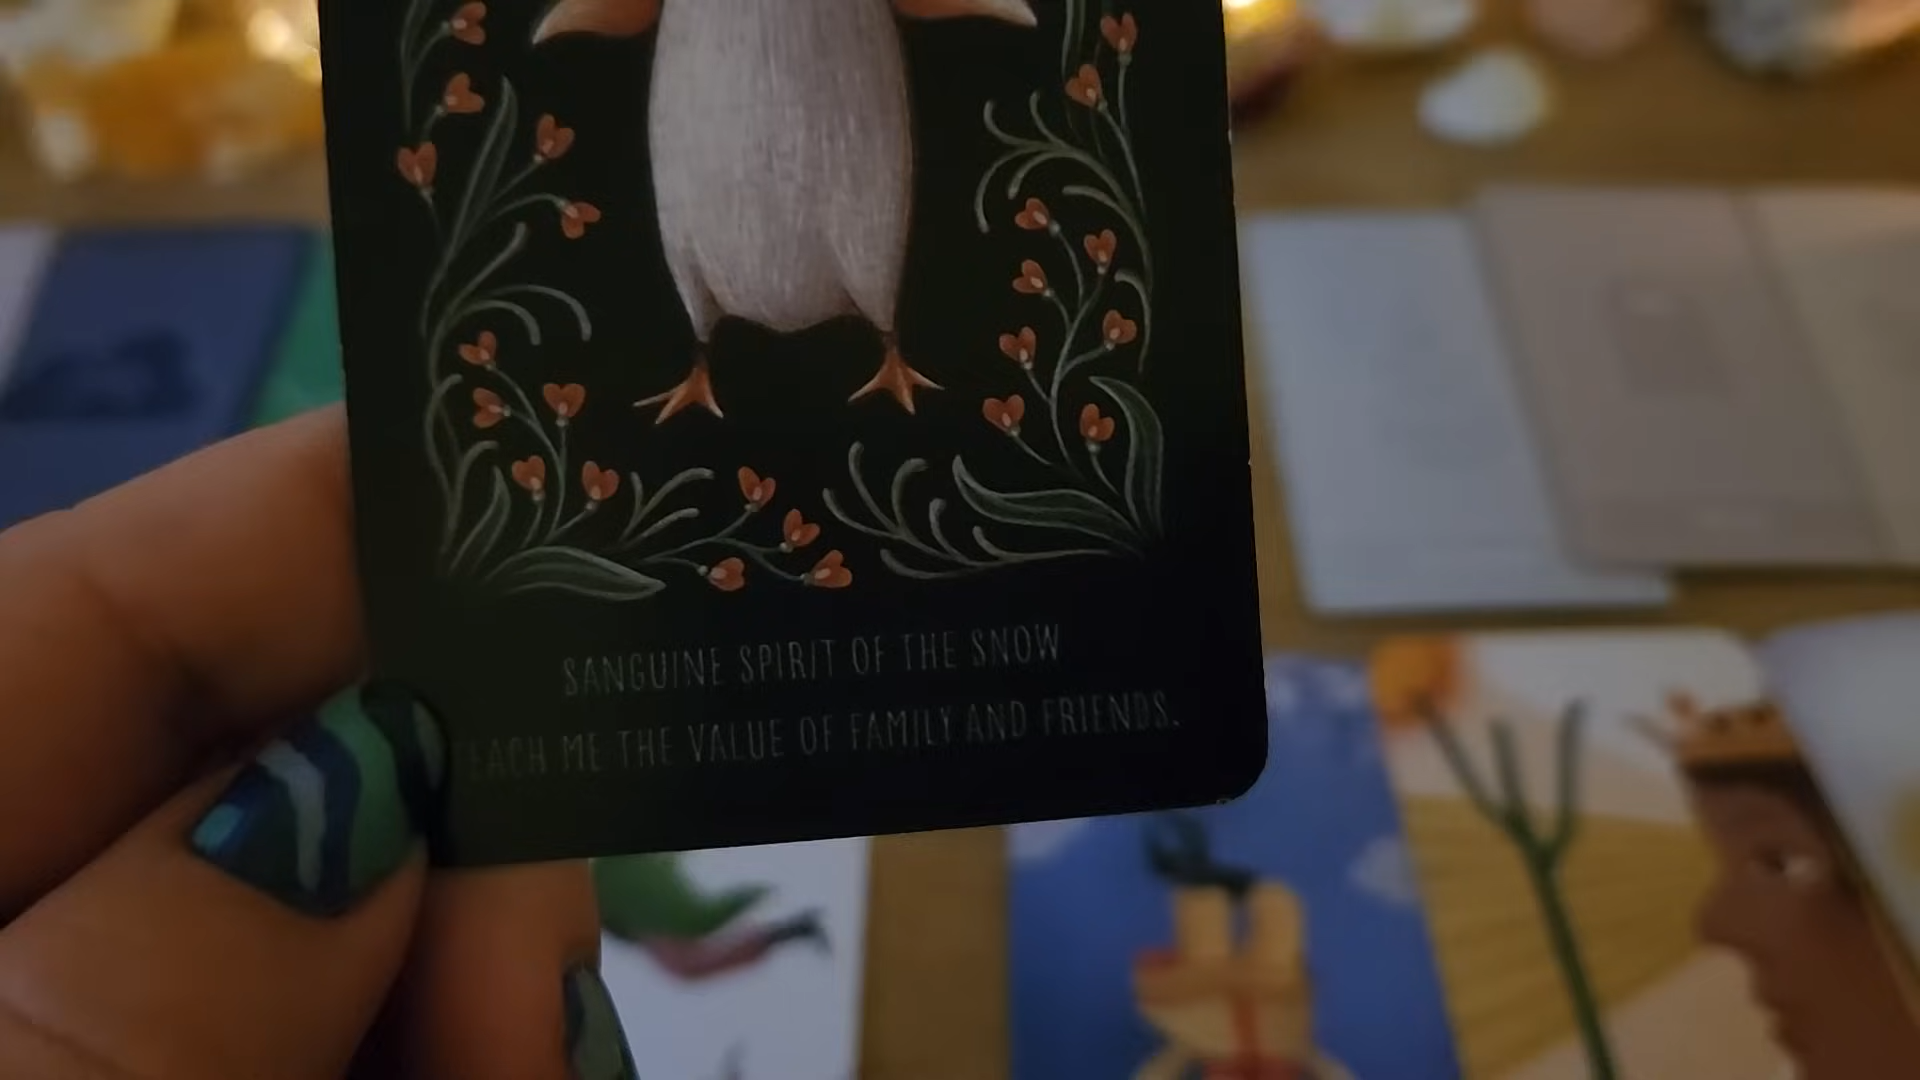 SANGUINE SPIRIT OF THE SNOW
EACH ME THE VALUE OF FAMILY AND FRIENDS.